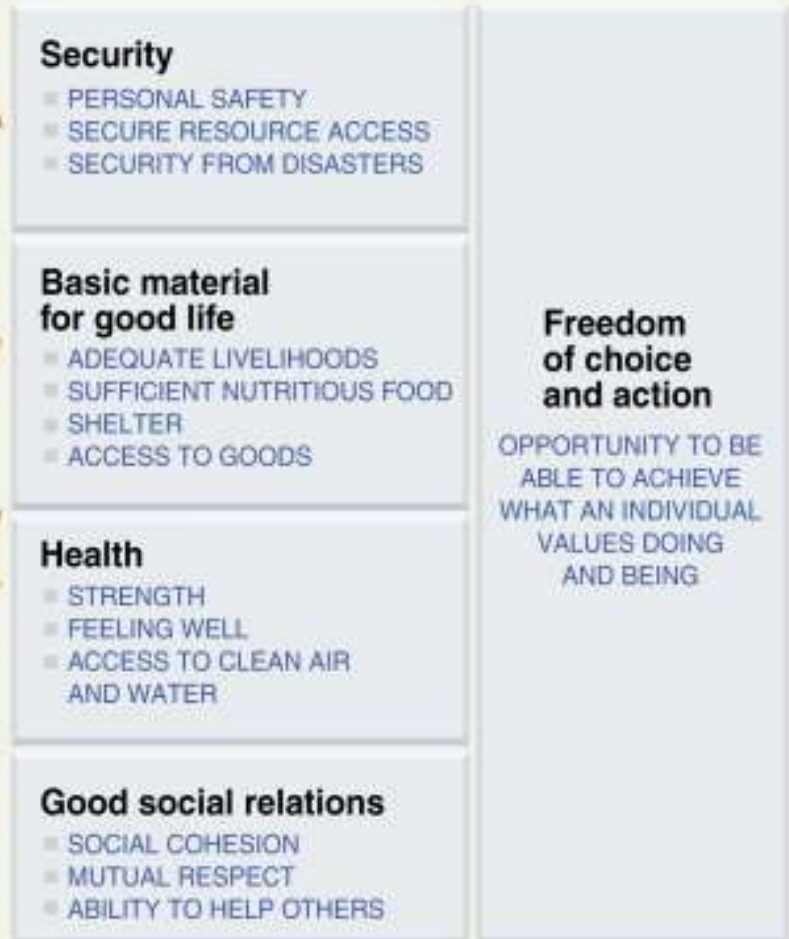 Security
PERSONAL SAFETY
SECURE RESOURCE ACCESS
SECURITY FROM DISASTERS
Basic material
for good life
ADEQUATE LIVELIHOODS
SUFFICIENT NUTRITIOUS FOOD
SHELTER
ACCESS TO GOODS
Health
STRENGTH
FEELING WELL
ACCESS TO CLEAN AIR
AND WATER
Good social relations
SOCIAL COHESION
MUTUAL RESPECT
ABILITY TO HELP OTHERS
Freedom
of choice
and action
OPPORTUNITY TO BE
ABLE TO ACHIEVE
WHAT AN INDIVIDUAL
VALUES DOING
AND BEING